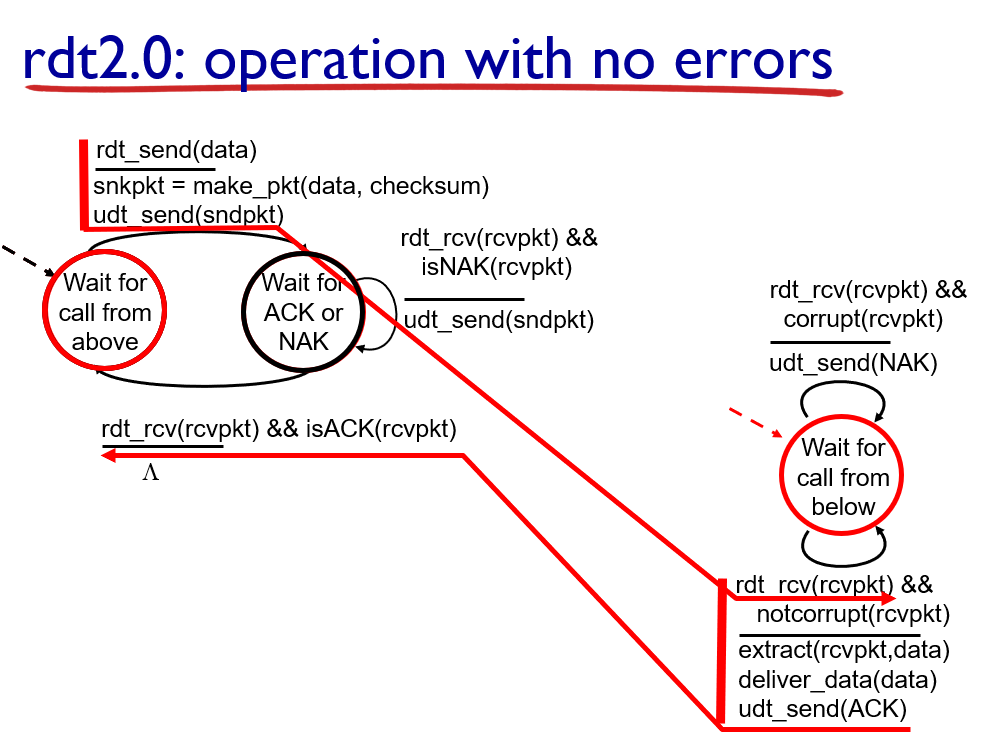 rdt2.0: operation with no errors
rdt_send(data)
snkpkt = make_pkt(data, checksum)
udt_send(sndpkt)
Wait for
call from
above
Wait for
ACK or
NAK
rdt_rcv(rcvpkt) &&
isNAK(rcvpkt)
udt_send(sndpkt)
rdt_rcv(rcvpkt) && isACK(rcvpkt)
Λ
rdt_rcv(rcvpkt) &&
corrupt(rcvpkt)
udt_send(NAK)
Wait for
call from
below
rdt_rcv(rcvpkt) &&
notcorrupt(rcvpkt)
extract(rcvpkt,data)
deliver_data(data)
udt_send(ACK)